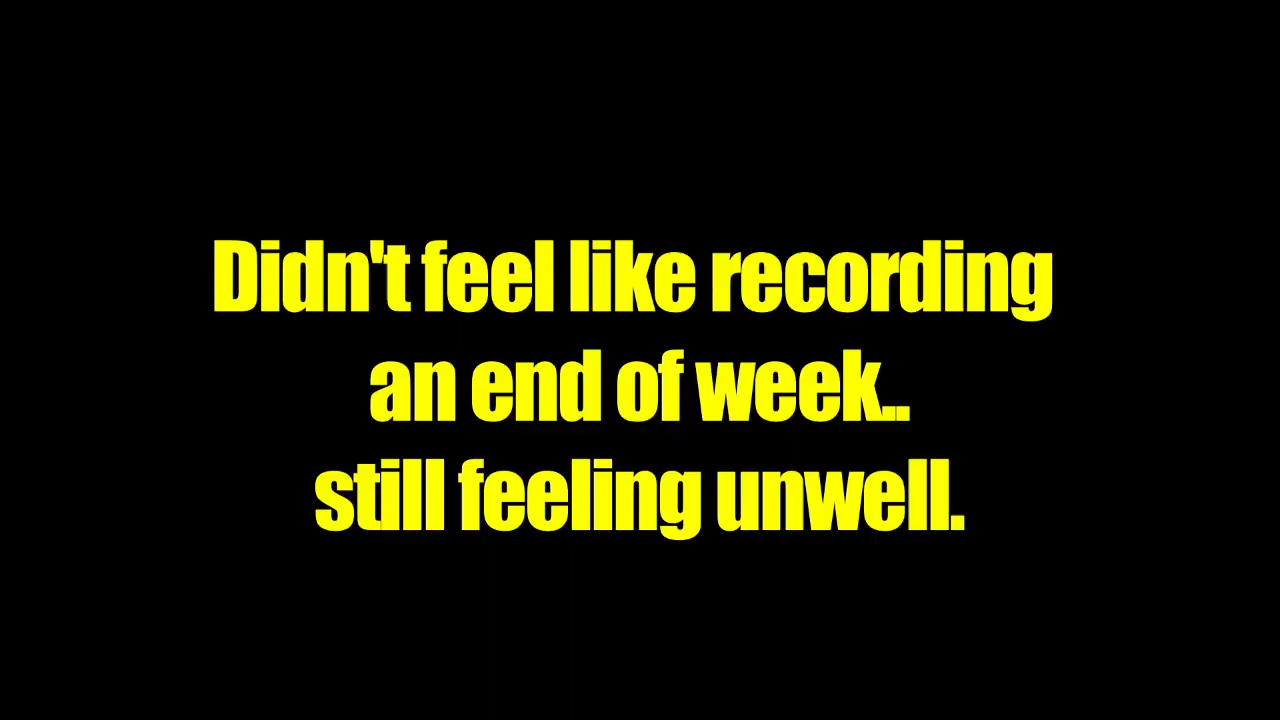 Didn't feel like recording
an end of week..
still feeling unwell.